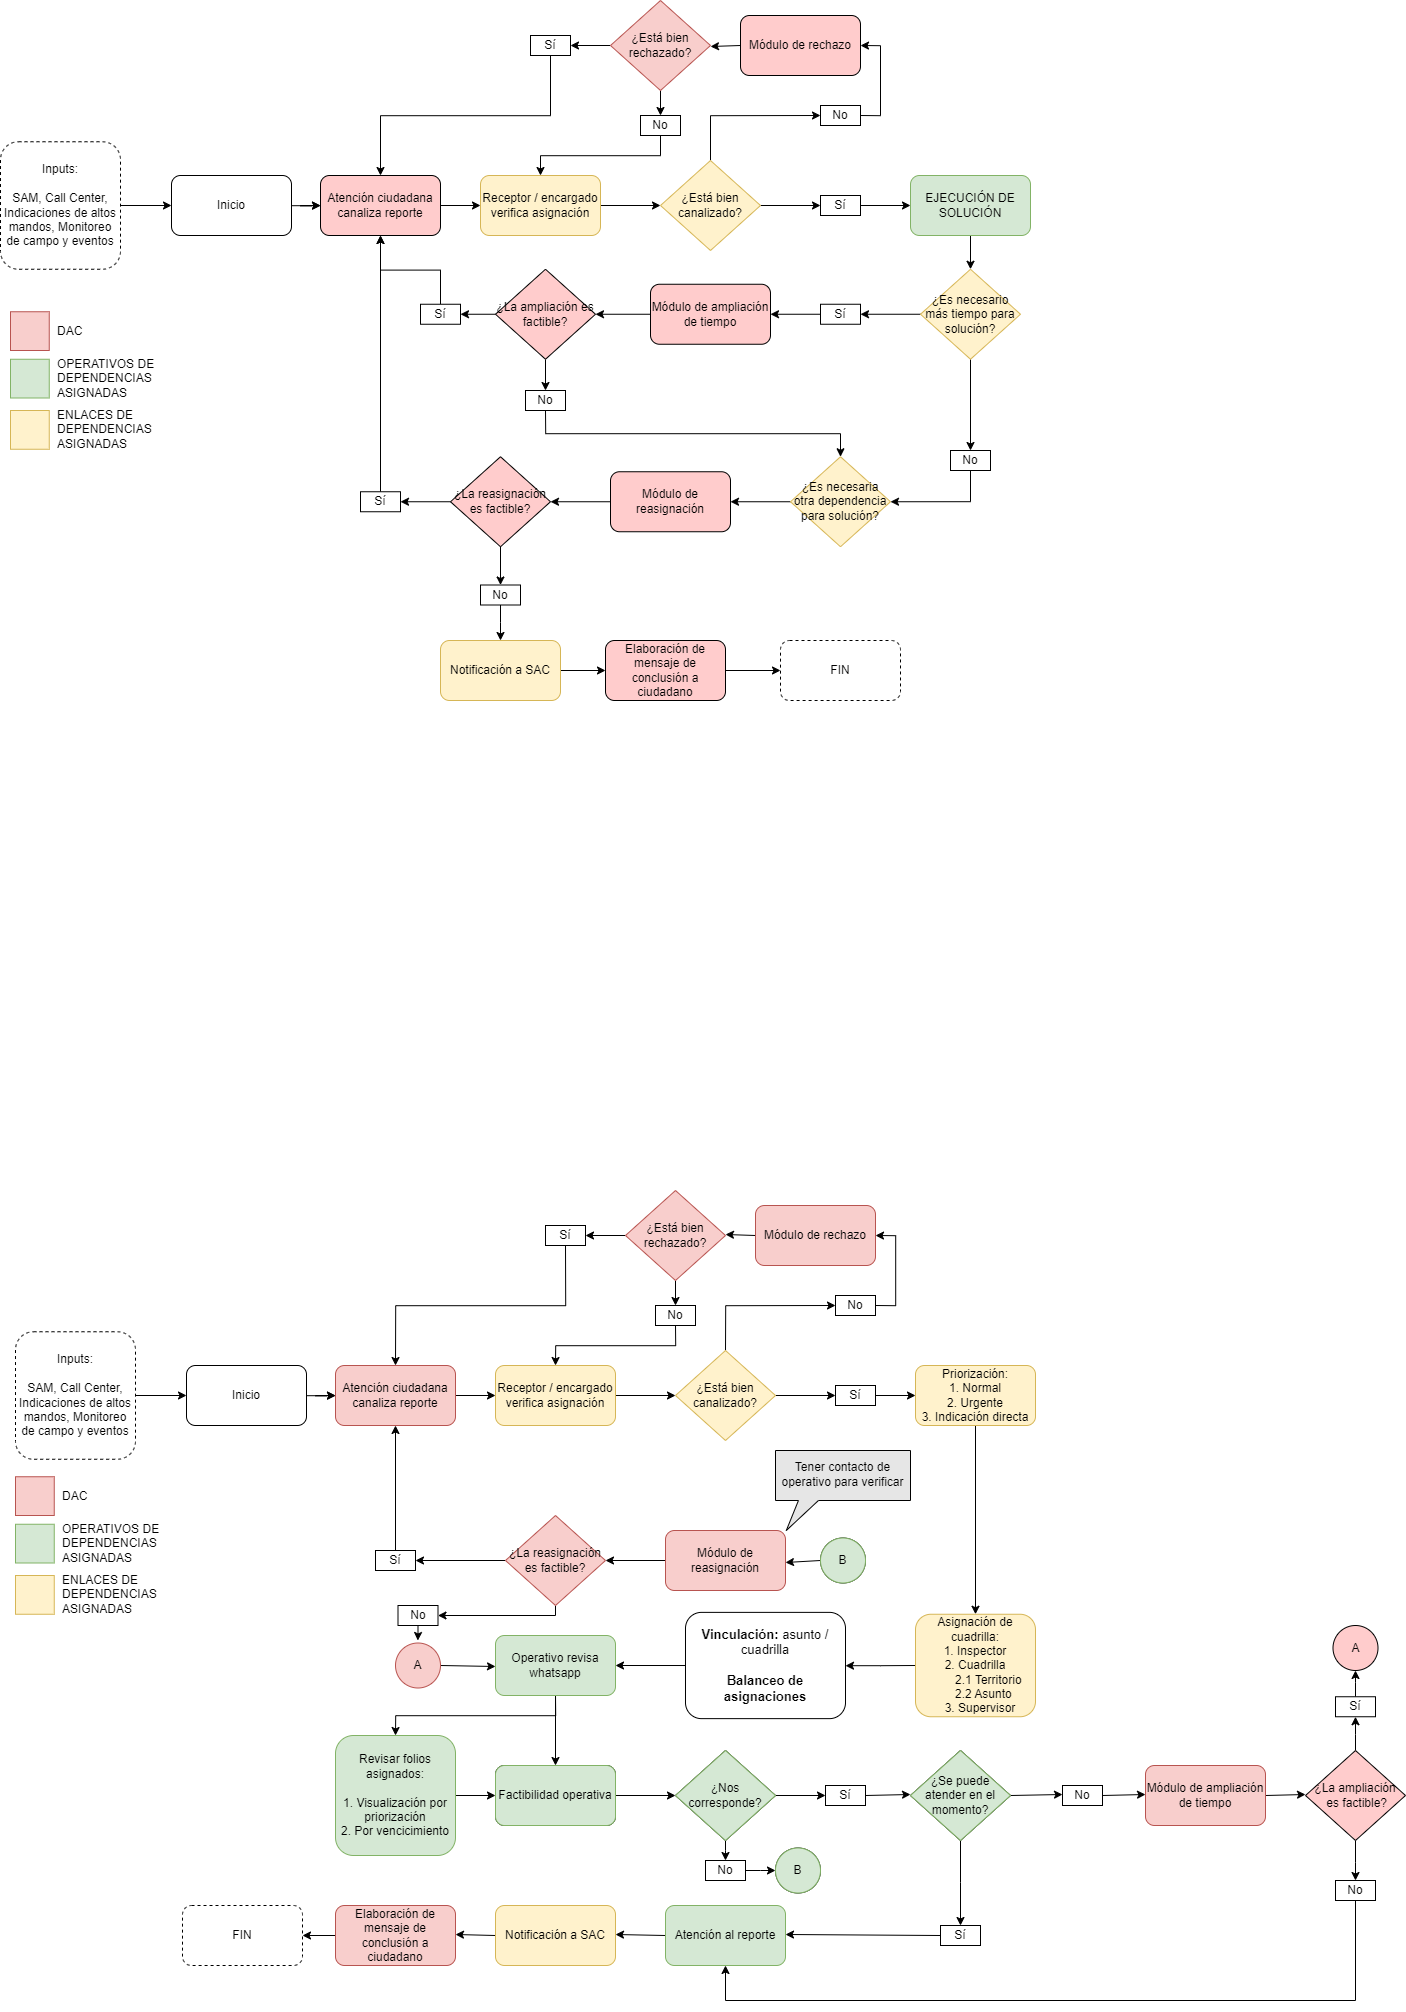 ¿Está bien
rechazado?
Sí
Módulo de rechazo
No
No
Inputs:
SAM, Call Center,
Indicaciones de altos
mandos, Monitoreo
de campo y eventos
Inicio
Atención ciudadana
canaliza reporte
Receptor / encargado
verifica asignación
¿Está bien
canalizado?
Sí
EJECUCIÓN DE
SOLUCIÓN
¿Es necesario
más tiempo para
solución?
Sí
Módulo de ampliación
de tiempo
¿La ampliación es
factible?
Sí
DAC
OPERATIVOS DE
DEPENDENCIAS
ASIGNADAS
ENLACES DE
DEPENDENCIAS
ASIGNADAS
No
No
¿Es necesaria
otra dependencia
para solución?
Módulo de
reasignación
¿La reasignación
es factible?
Sí
No
Notificación a SAC
Elaboración de
mensaje de
conclusión a
ciudadano
FIN
¿Está bien
rechazado?
Sí
Módulo de rechazo
No
No
Inputs:
SAM, Call Center,
Indicaciones de altos
mandos, Monitoreo
de campo y eventos
Inicio
Atención ciudadana
canaliza reporte
Receptor / encargado
verifica asignación
¿Está bien
canalizado?
Sí
Priorización:
1. Normal
2. Urgente
3. Indicación directa
Tener contacto de
operativo para verificar
DAC
OPERATIVOS DE
DEPENDENCIAS
ASIGNADAS
ENLACES DE
DEPENDENCIAS
ASIGNADAS
Sí
¿La reasignación
es factible?
Módulo de
reasignación
B
No
A
Operativo revisa
whatsapp
Vinculación: asunto /
cuadrilla
Balanceo de
asignaciones
Asignación de
cuadrilla:
1. Inspector
2. Cuadrilla
2.1 Territorio
2.2 Asunto
3. Supervisor
A
Sí
Revisar folios
asignados:
1. Visualización por
priorización
2. Por vencicimiento
Factibilidad operativa
¿Nos
corresponde?
Sí
¿Se puede
atender en el
momento?
No
Módulo de ampliación
de tiempo
¿La ampliación
es factible?
No
B
No
FIN
Elaboración de
mensaje de
conclusión a
ciudadano
Notificación a SAC
Atención al reporte
Sí